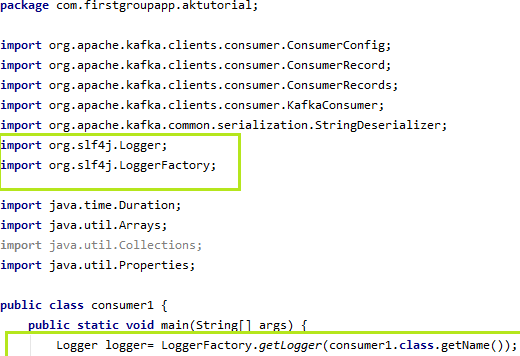 package com.firstgroupapp.aktutorial;
import org.apache.kafka.clients.consumer.ConsumerConfig;
import org.apache.kafka.clients.consumer.ConsumerRecord;
import org.apache.kafka.clients.consumer.ConsumerRecords;
import org.apache.kafka.clients.consumer.KafkaConsumer;
import org.apache.kafka.common.serialization.StringDeserializer;
import org.slf4j.Logger;
import org.slf4j.LoggerFactory;
import java.time.Duration;
import java.util.Arrays;
import java.util.Collections;
import java.util.Properties;
public class consumer1 {
public static void main(String[] args) {
Logger logger= LoggerFactory.getLogger(consumer1.class.getName());